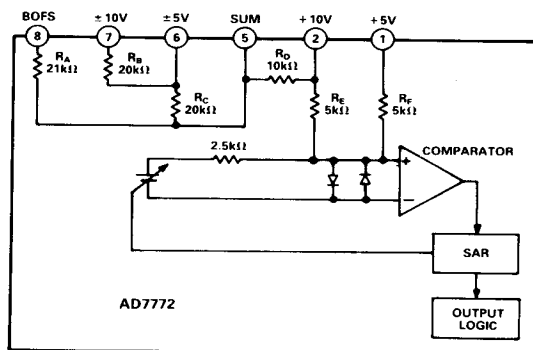 BOFS ± 10V ± 5V SUM + 10V + 5V
8 7 6 5 2 1
RA
21kΩ
RB
20kΩ
RC
20kΩ
RD
10kΩ
RE
5kΩ
RF
5kΩ
2.5kΩ
COMPARATOR
+
−
SAR
OUTPUT
LOGIC
AD7772